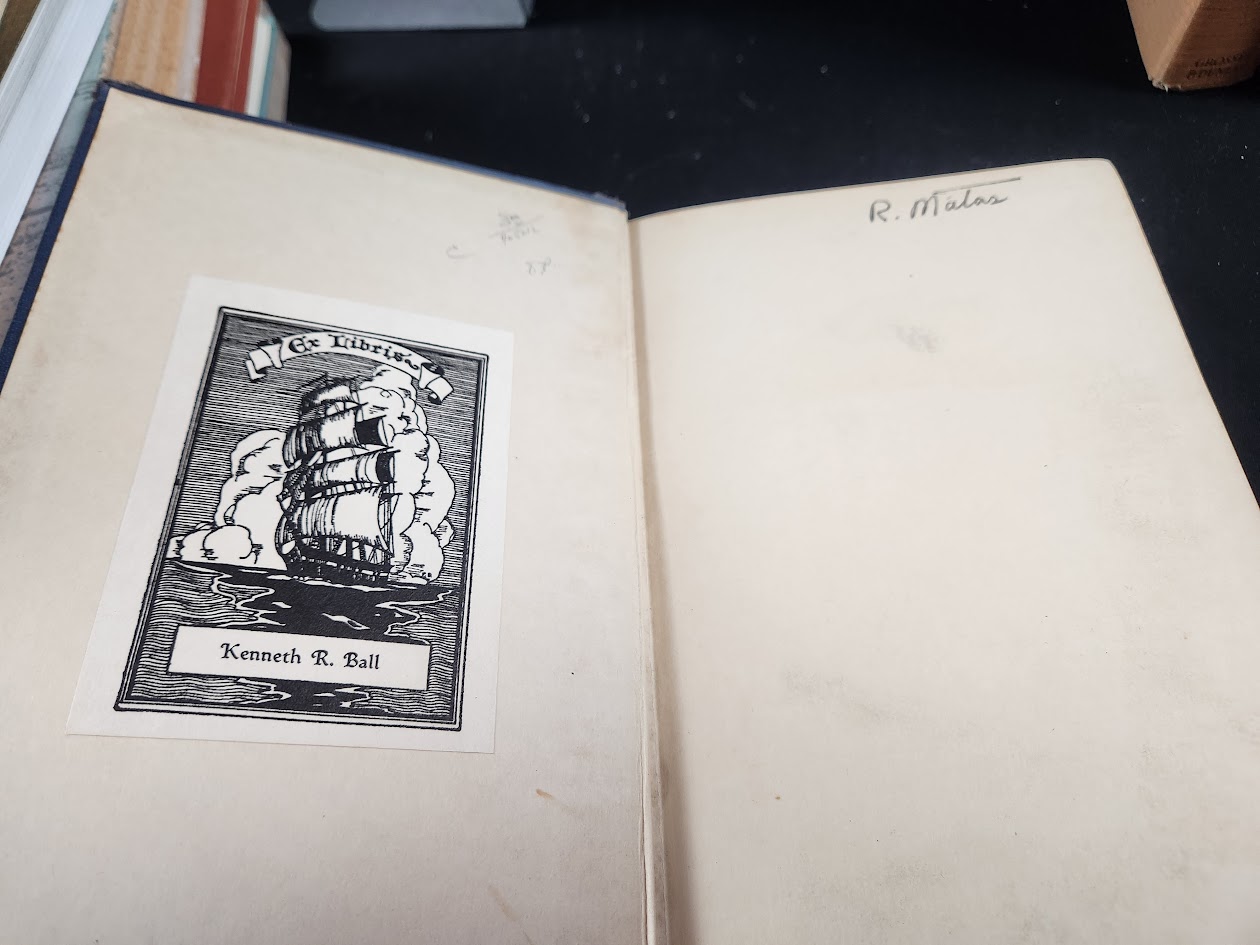 Ex Libris
Kenneth R. Ball
R. Matas